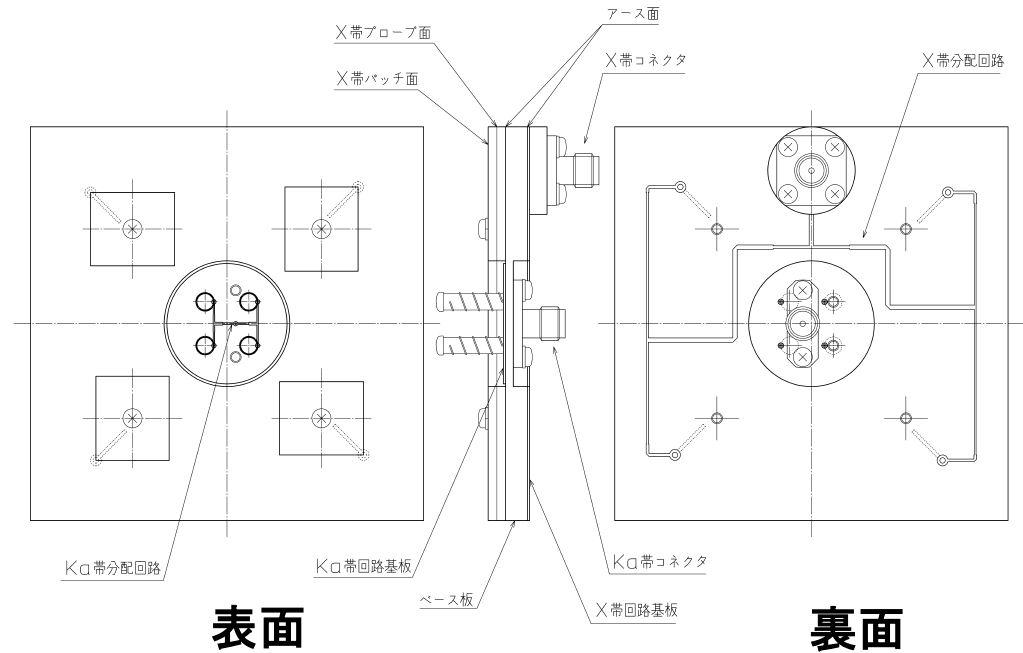 アース面
X帯プローブ面
X帯コネクタ
X帯分配回路
X帯パッチ面
Ka帯分配回路
Ka帯回路基板
Ka帯コネクタ
ベース板
X帯回路基板
表面
裏面